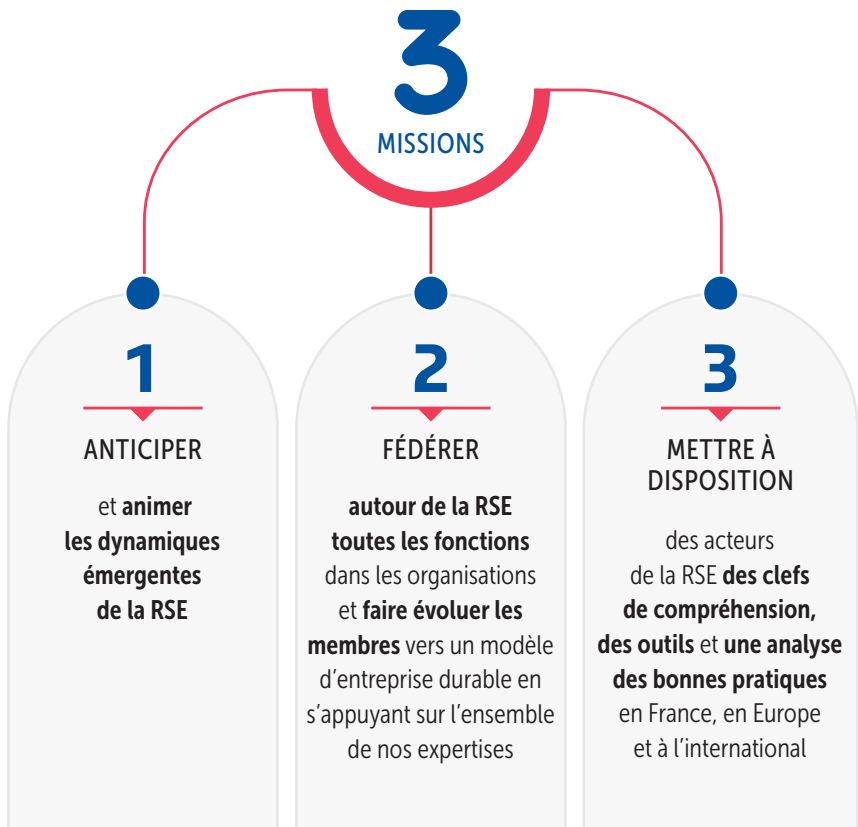 3
MISSIONS
1
ANTICIPER
et animer
les dynamiques
émergentes
de la RSE
2
FÉDÉRER
autour de la RSE
toutes les fonctions
dans les organisations
et faire évoluer les
membres vers un modèle
d’entreprise durable en
s’appuyant sur l’ensemble
de nos expertises
3
METTRE À
DISPOSITION
des acteurs
de la RSE des clefs
de compréhension,
des outils et une analyse
des bonnes pratiques
en France, en Europe
et à l’international